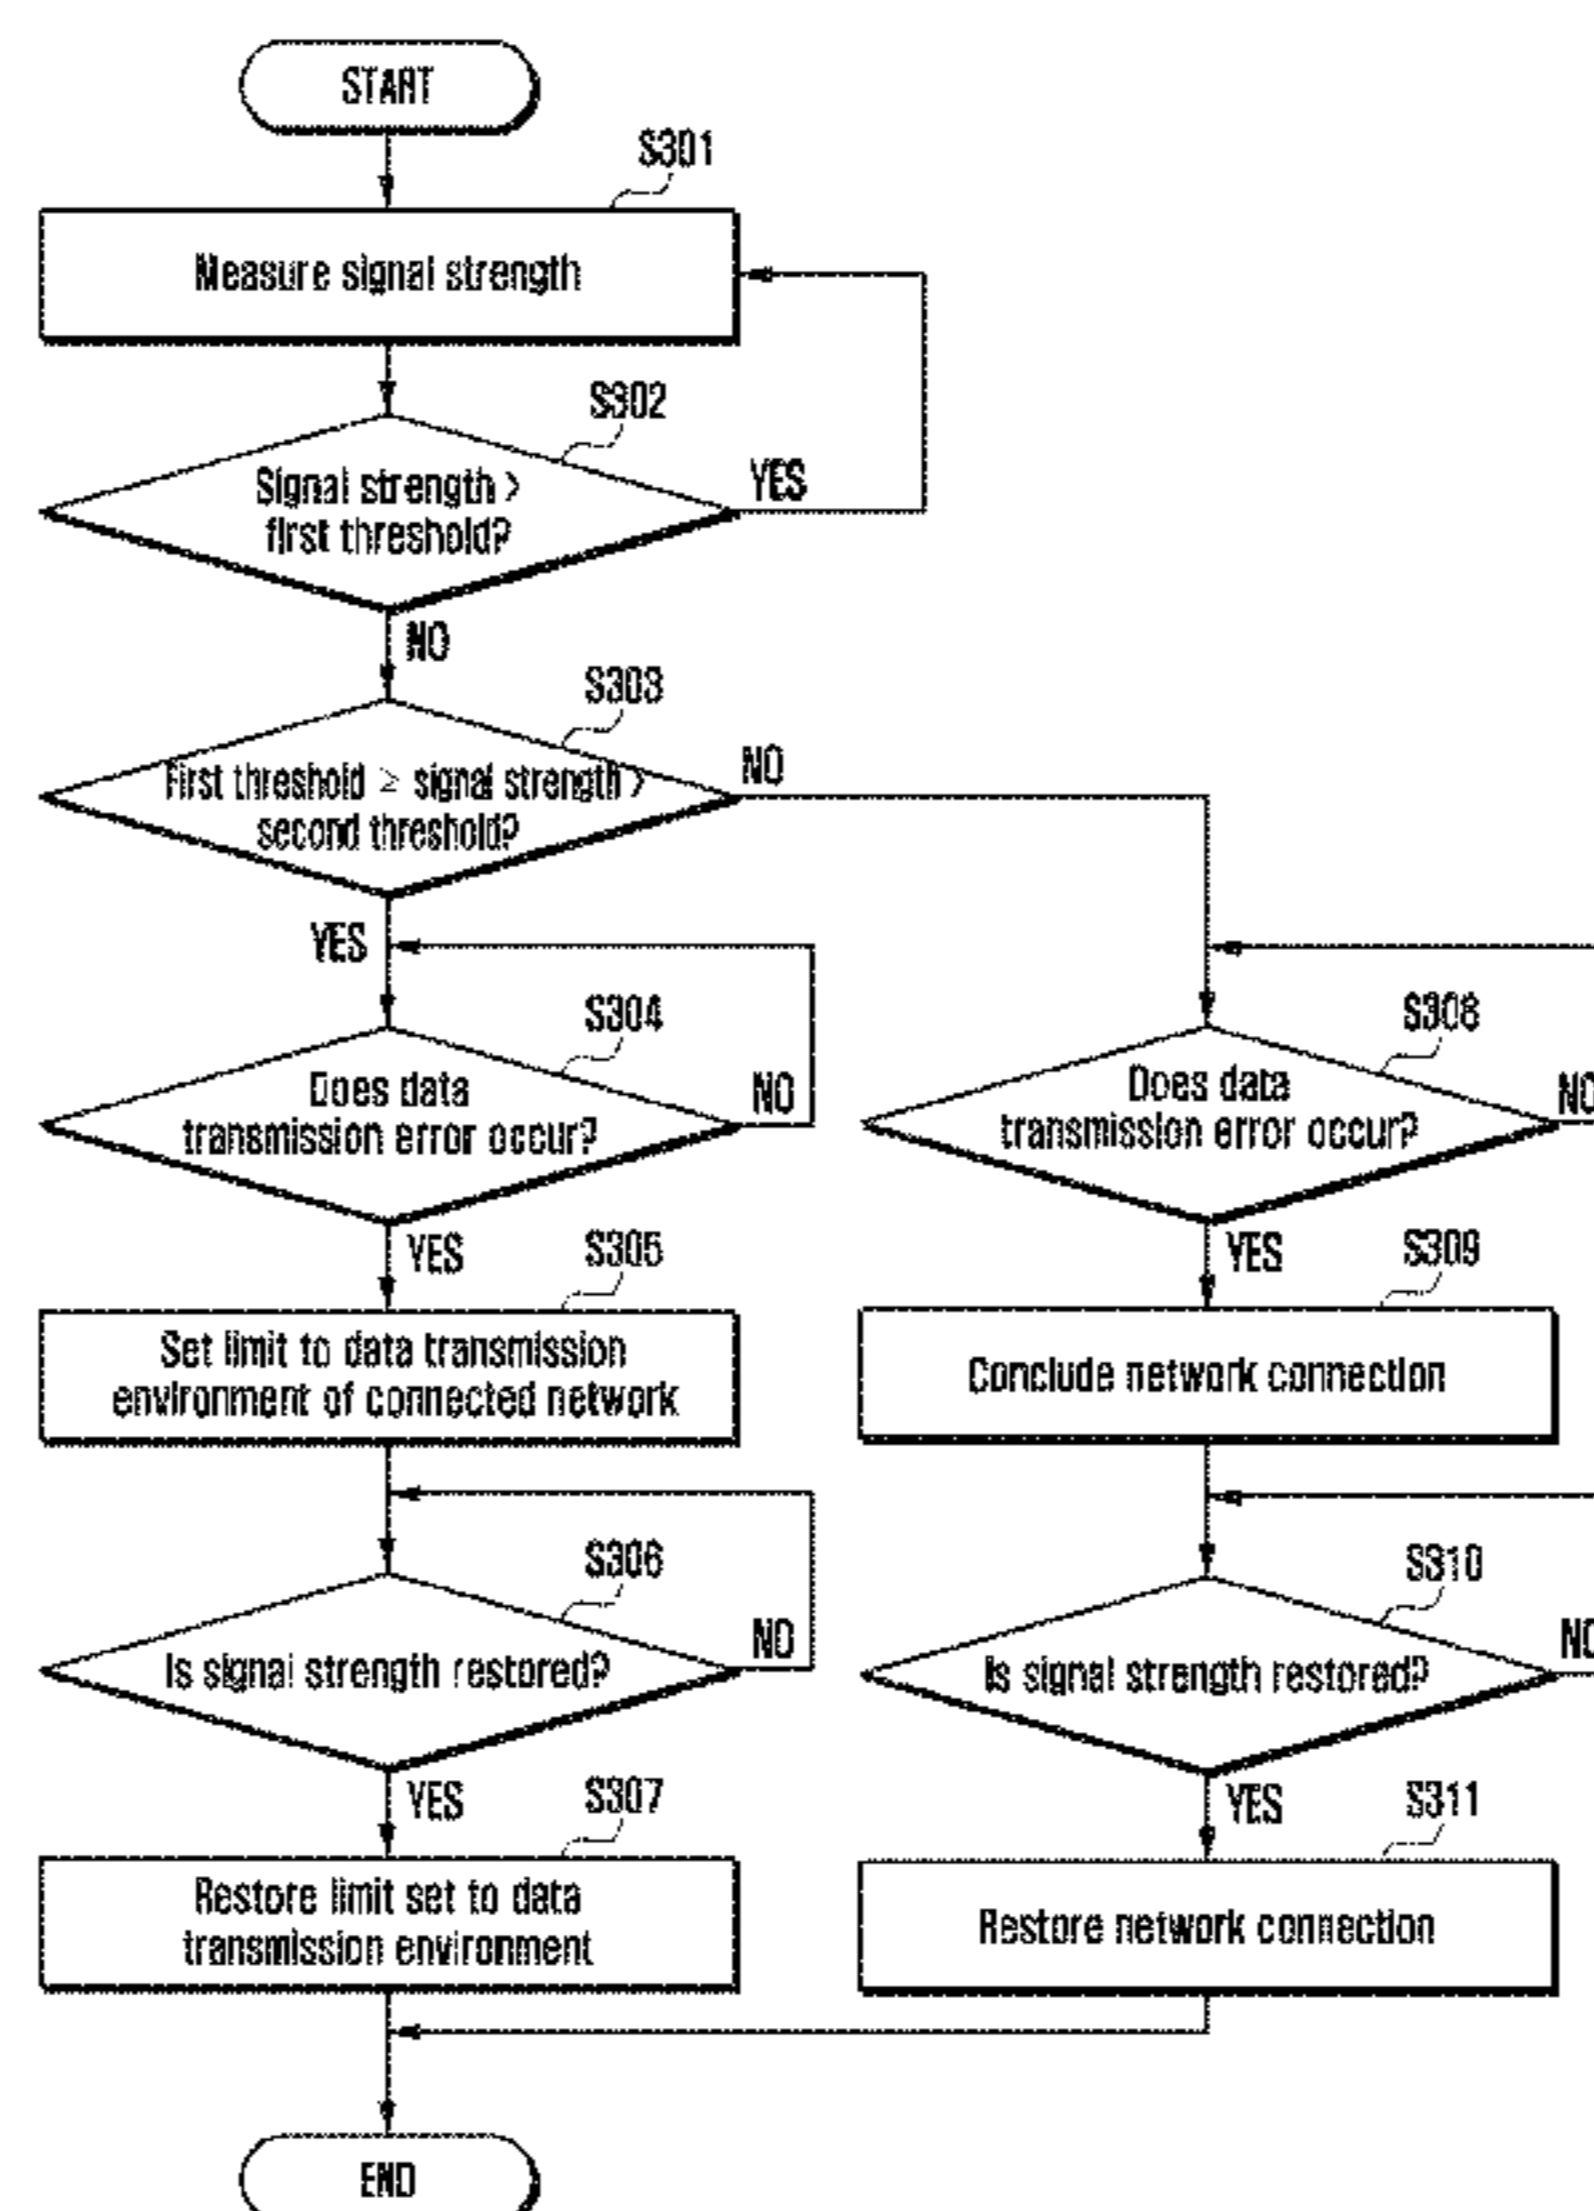 START
S301
Measure signal strength
S302
Signal strength >
first threshold?
YES
NO
S303
First threshold ≥ signal strength >
second threshold?
NO
YES
S304
Does data
transmission error occur?
NO
YES
S305
Set limit to data transmission
environment of connected network
S306
Is signal strength restored?
NO
YES
S307
Restore limit set to data
transmission environment
S308
Does data
transmission error occur?
NO
YES
S309
Conclude network connection
S310
Is signal strength restored?
NO
YES
S311
Restore network connection
END